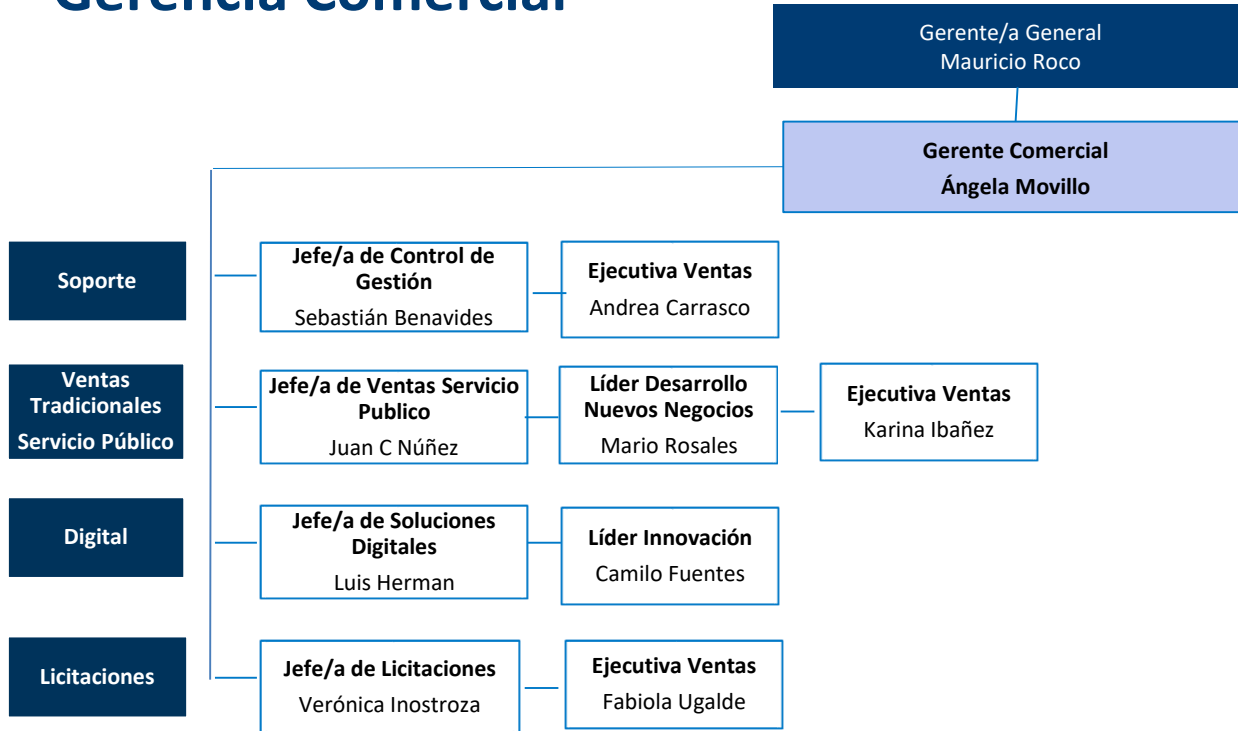 Gerencia Comercial
Gerente/a General
Mauricio Roco
Gerente Comercial
Ángela Movillo
Soporte
Jefe/a de Control de
Gestión
Sebastián Benavides
Ejecutiva Ventas
Andrea Carrasco
Ventas
Tradicionales
Servicio Público
Jefe/a de Ventas Servicio
Publico
Juan C Núñez
Líder Desarrollo
Nuevos Negocios
Mario Rosales
Ejecutiva Ventas
Karina Ibañez
Digital
Jefe/a de Soluciones
Digitales
Luis Herman
Líder Innovación
Camilo Fuentes
Licitaciones
Jefe/a de Licitaciones
Verónica Inostroza
Ejecutiva Ventas
Fabiola Ugalde